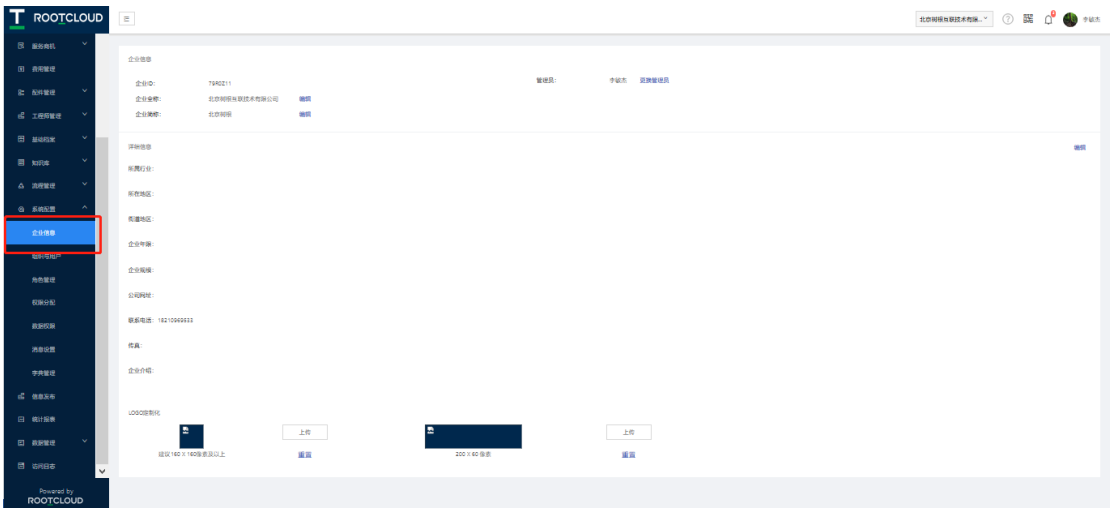 ROOTCLOUD
北京树根互联技术有限...
李敏杰
服务商机
费用管理
配件管理
工程师管理
基础档案
知识库
流程管理
系统配置
企业信息
组织与用户
角色管理
权限分配
数据权限
消息设置
字典管理
信息发布
统计报表
数据管理
访问日志
Powered by
ROOTCLOUD
企业信息
企业ID:
管理员:
李敏杰
更换管理员
企业全称:
北京树根互联技术有限公司
编辑
企业简称:
北京树根
编辑
详细信息
编辑
所属行业:
所在地区:
街道地区:
企业年限:
企业规模:
公司网址:
联系电话:
传真:
企业介绍:
LOGO定制化
上传
上传
建议160 X 160像素及以上
重置
200 X 60 像素
重置